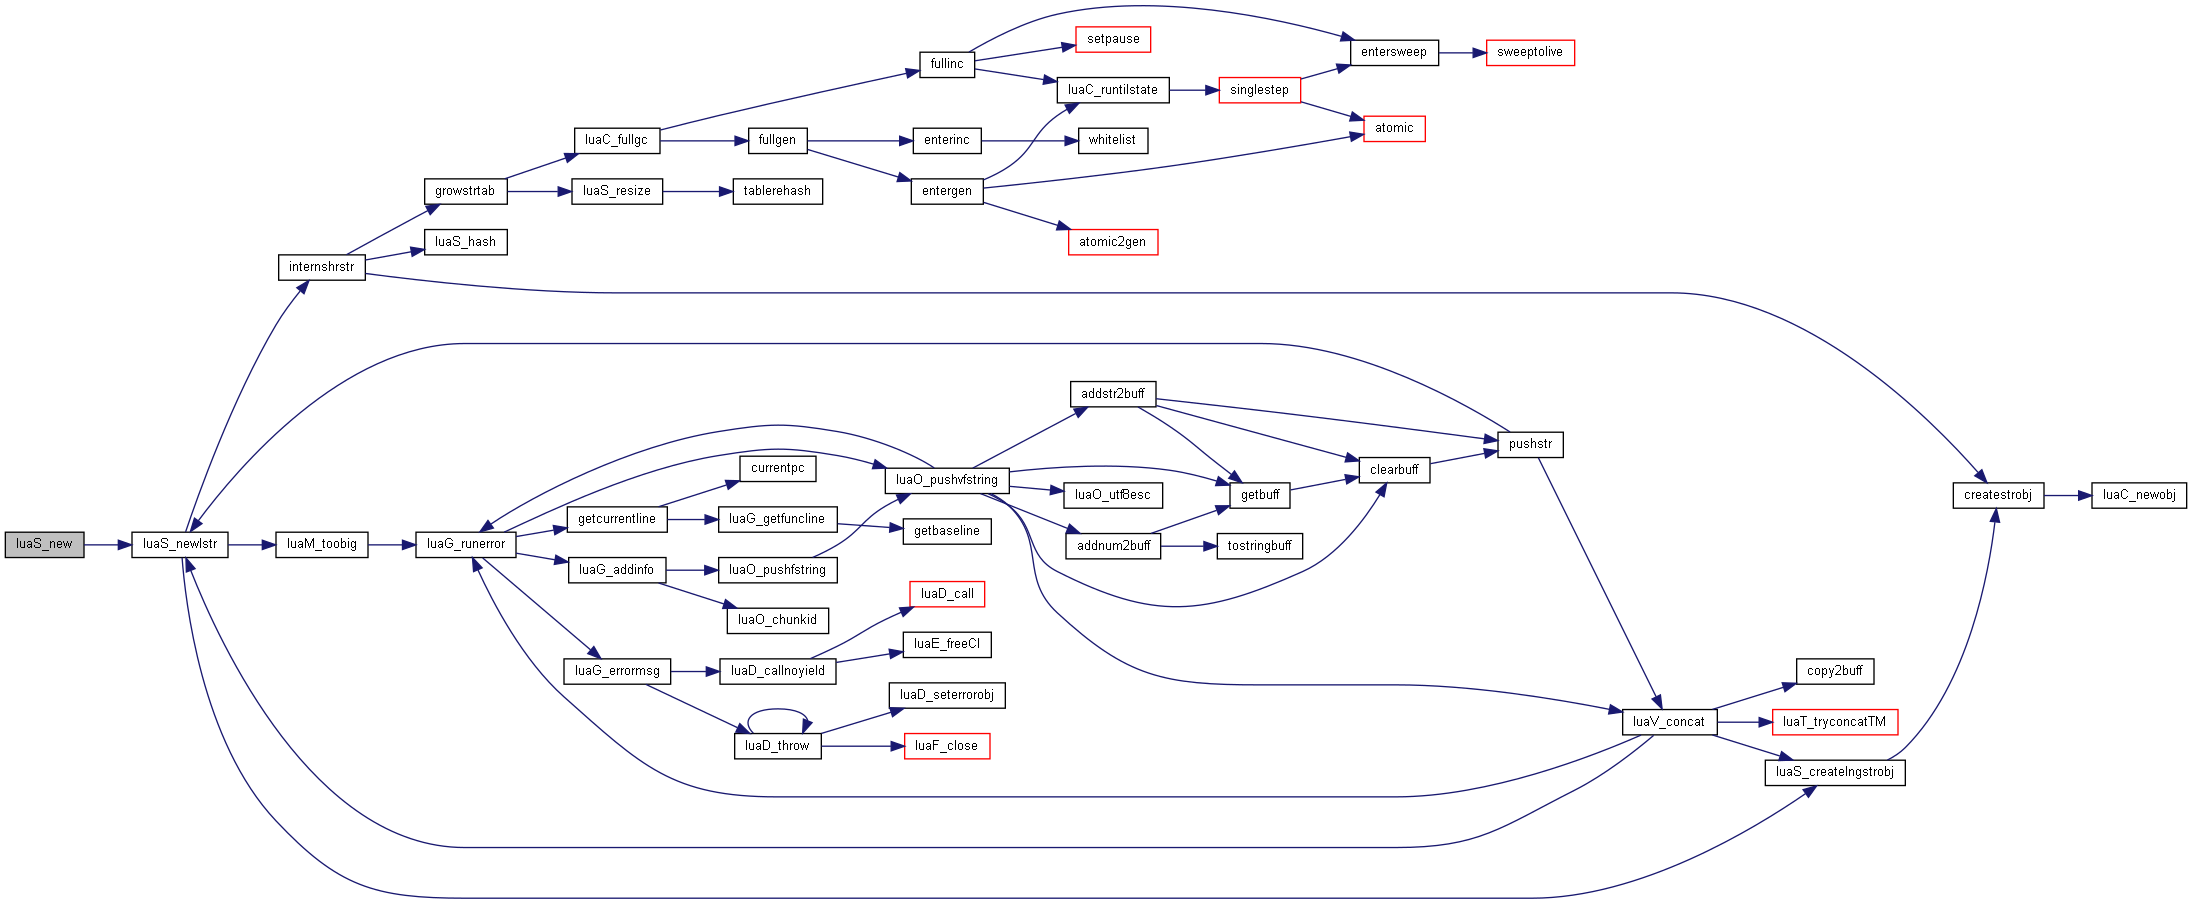 setpause
entersweep
sweeptolive
fullinc
luaC_runtilstate
singlestep
atomic
luaC_fullgc
fullgen
enterinc
whitelist
growstrtab
luaS_resize
tablerehash
entergen
luaS_hash
atomic2gen
internshrstr
addstr2buff
pushstr
currentpc
luaO_pushvfstring
clearbuff
luaO_utf8esc
getbuff
createstrobj
luaC_newobj
getcurrentline
luaG_getfuncline
getbaseline
luaS_new
luaS_newlstr
luaM_toobig
luaG_runerror
addnum2buff
tostringbuff
luaG_addinfo
luaO_pushfstring
luaD_call
luaO_chunkid
luaE_freeCI
luaG_errormsg
luaD_callnoyield
copy2buff
luaD_seterrorobj
luaV_concat
luaT_tryconcatTM
luaD_throw
luaF_close
luaS_createlngstrobj